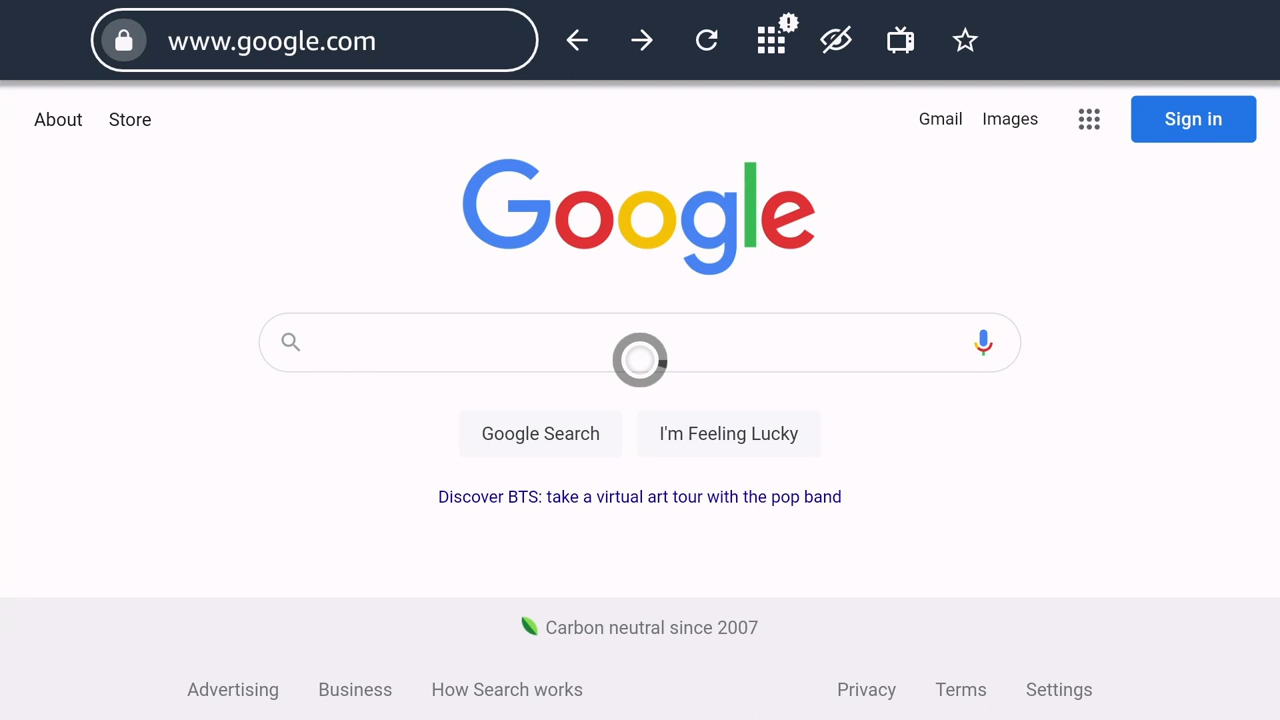 www.google.com
About Store Gmail Images Sign in
Google
Google Search I'm Feeling Lucky
Discover BTS: take a virtual art tour with the pop band
Carbon neutral since 2007
Advertising Business How Search works Privacy Terms Settings